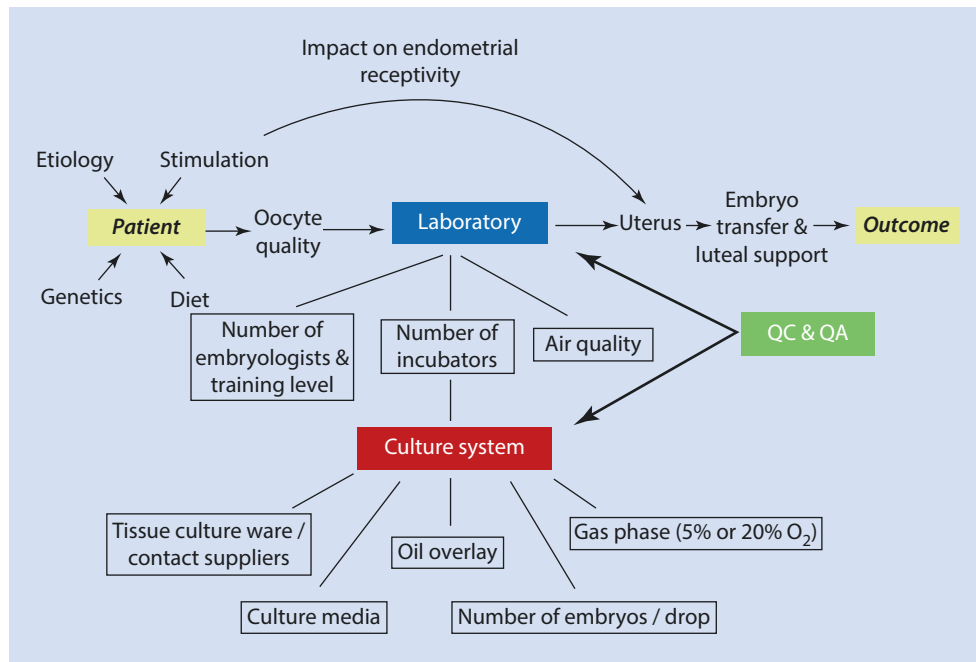 Impact on endometrial
receptivity
Etiology
Stimulation
Patient
Oocyte
quality
Laboratory
Uterus
Embryo
transfer &
luteal support
Outcome
Genetics
Diet
Number of
embryologists &
training level
Number of
incubators
Air quality
QC & QA
Culture system
Tissue culture ware /
contact suppliers
Oil overlay
Gas phase (5% or 20% O₂)
Culture media
Number of embryos / drop